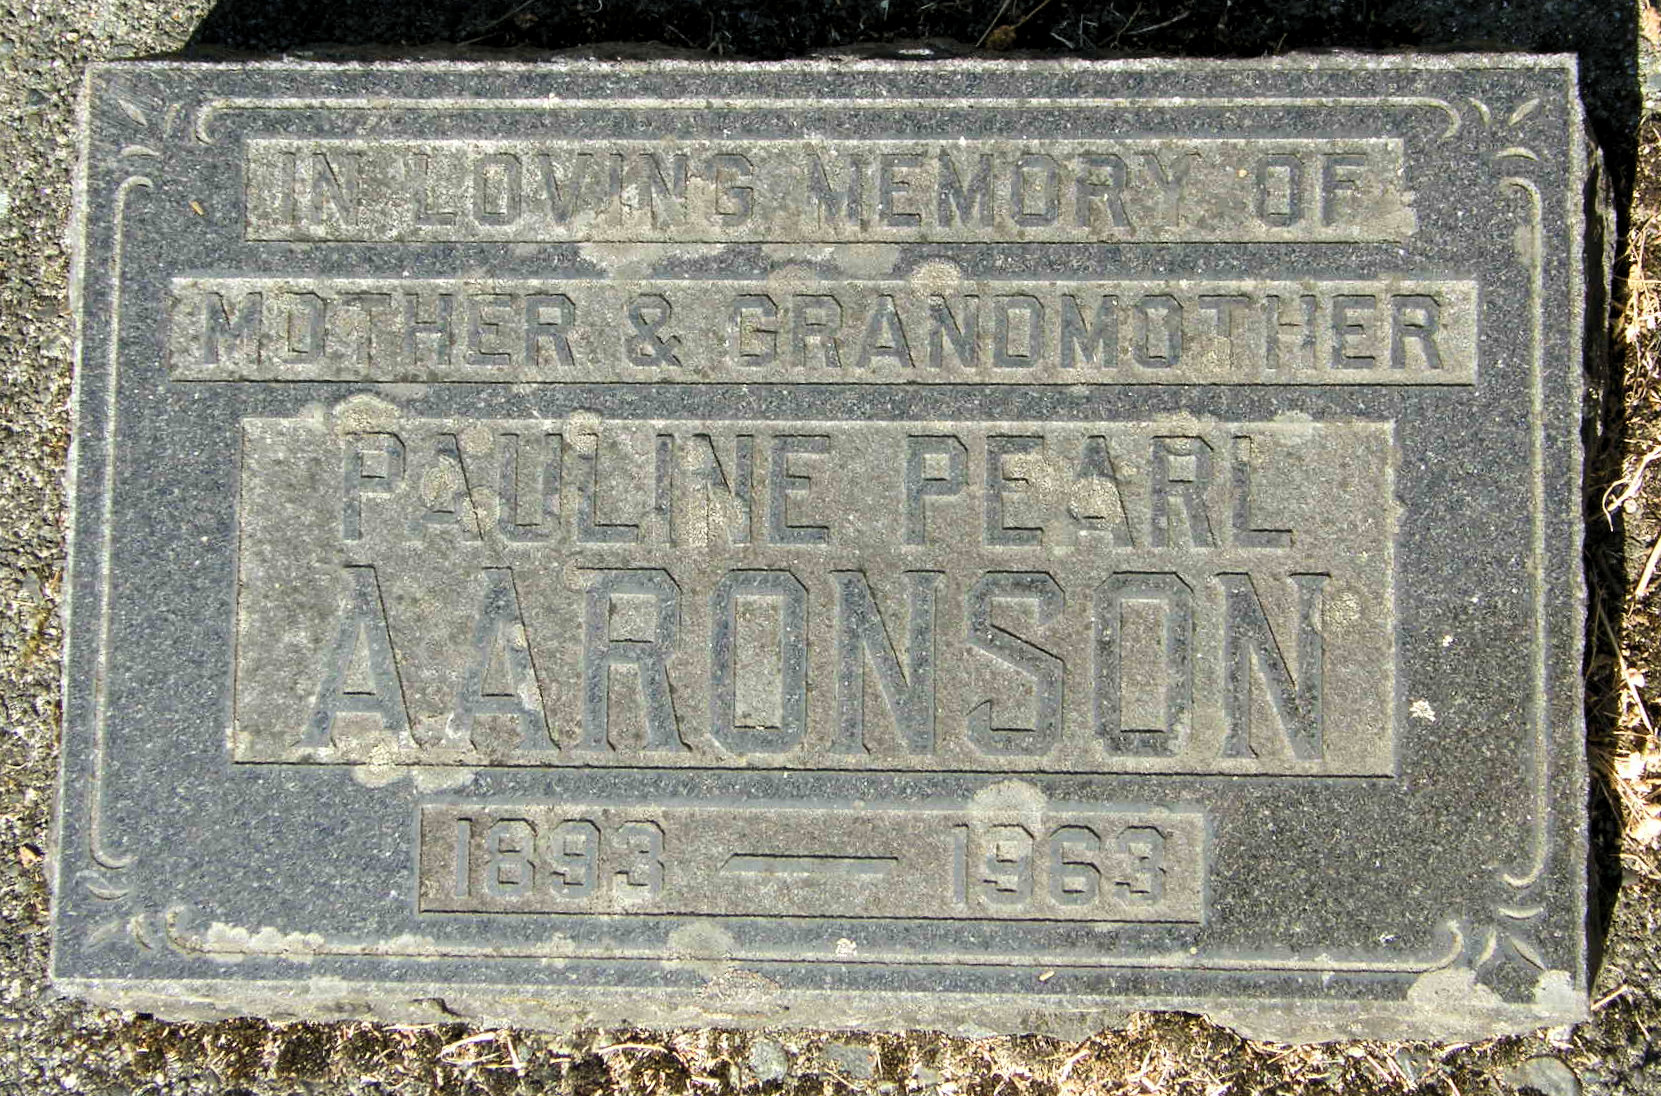 IN LOVING MEMORY OF
MOTHER & GRANDMOTHER
PAULINE PEARL
AARONSON
1893 — 1963